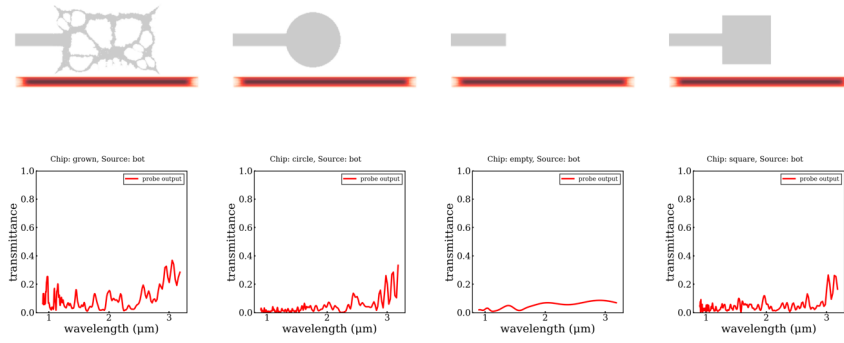 Chip: grown, Source: bot
Chip: circle, Source: bot
Chip: empty, Source: bot
Chip: square, Source: bot
1.0
0.8
0.6
0.4
0.2
0.0
transmittance
probe output
1
2
3
wavelength (μm)
1.0
0.8
0.6
0.4
0.2
0.0
transmittance
probe output
1
2
3
wavelength (μm)
1.0
0.8
0.6
0.4
0.2
0.0
transmittance
probe output
1
2
3
wavelength (μm)
1.0
0.8
0.6
0.4
0.2
0.0
transmittance
probe output
1
2
3
wavelength (μm)